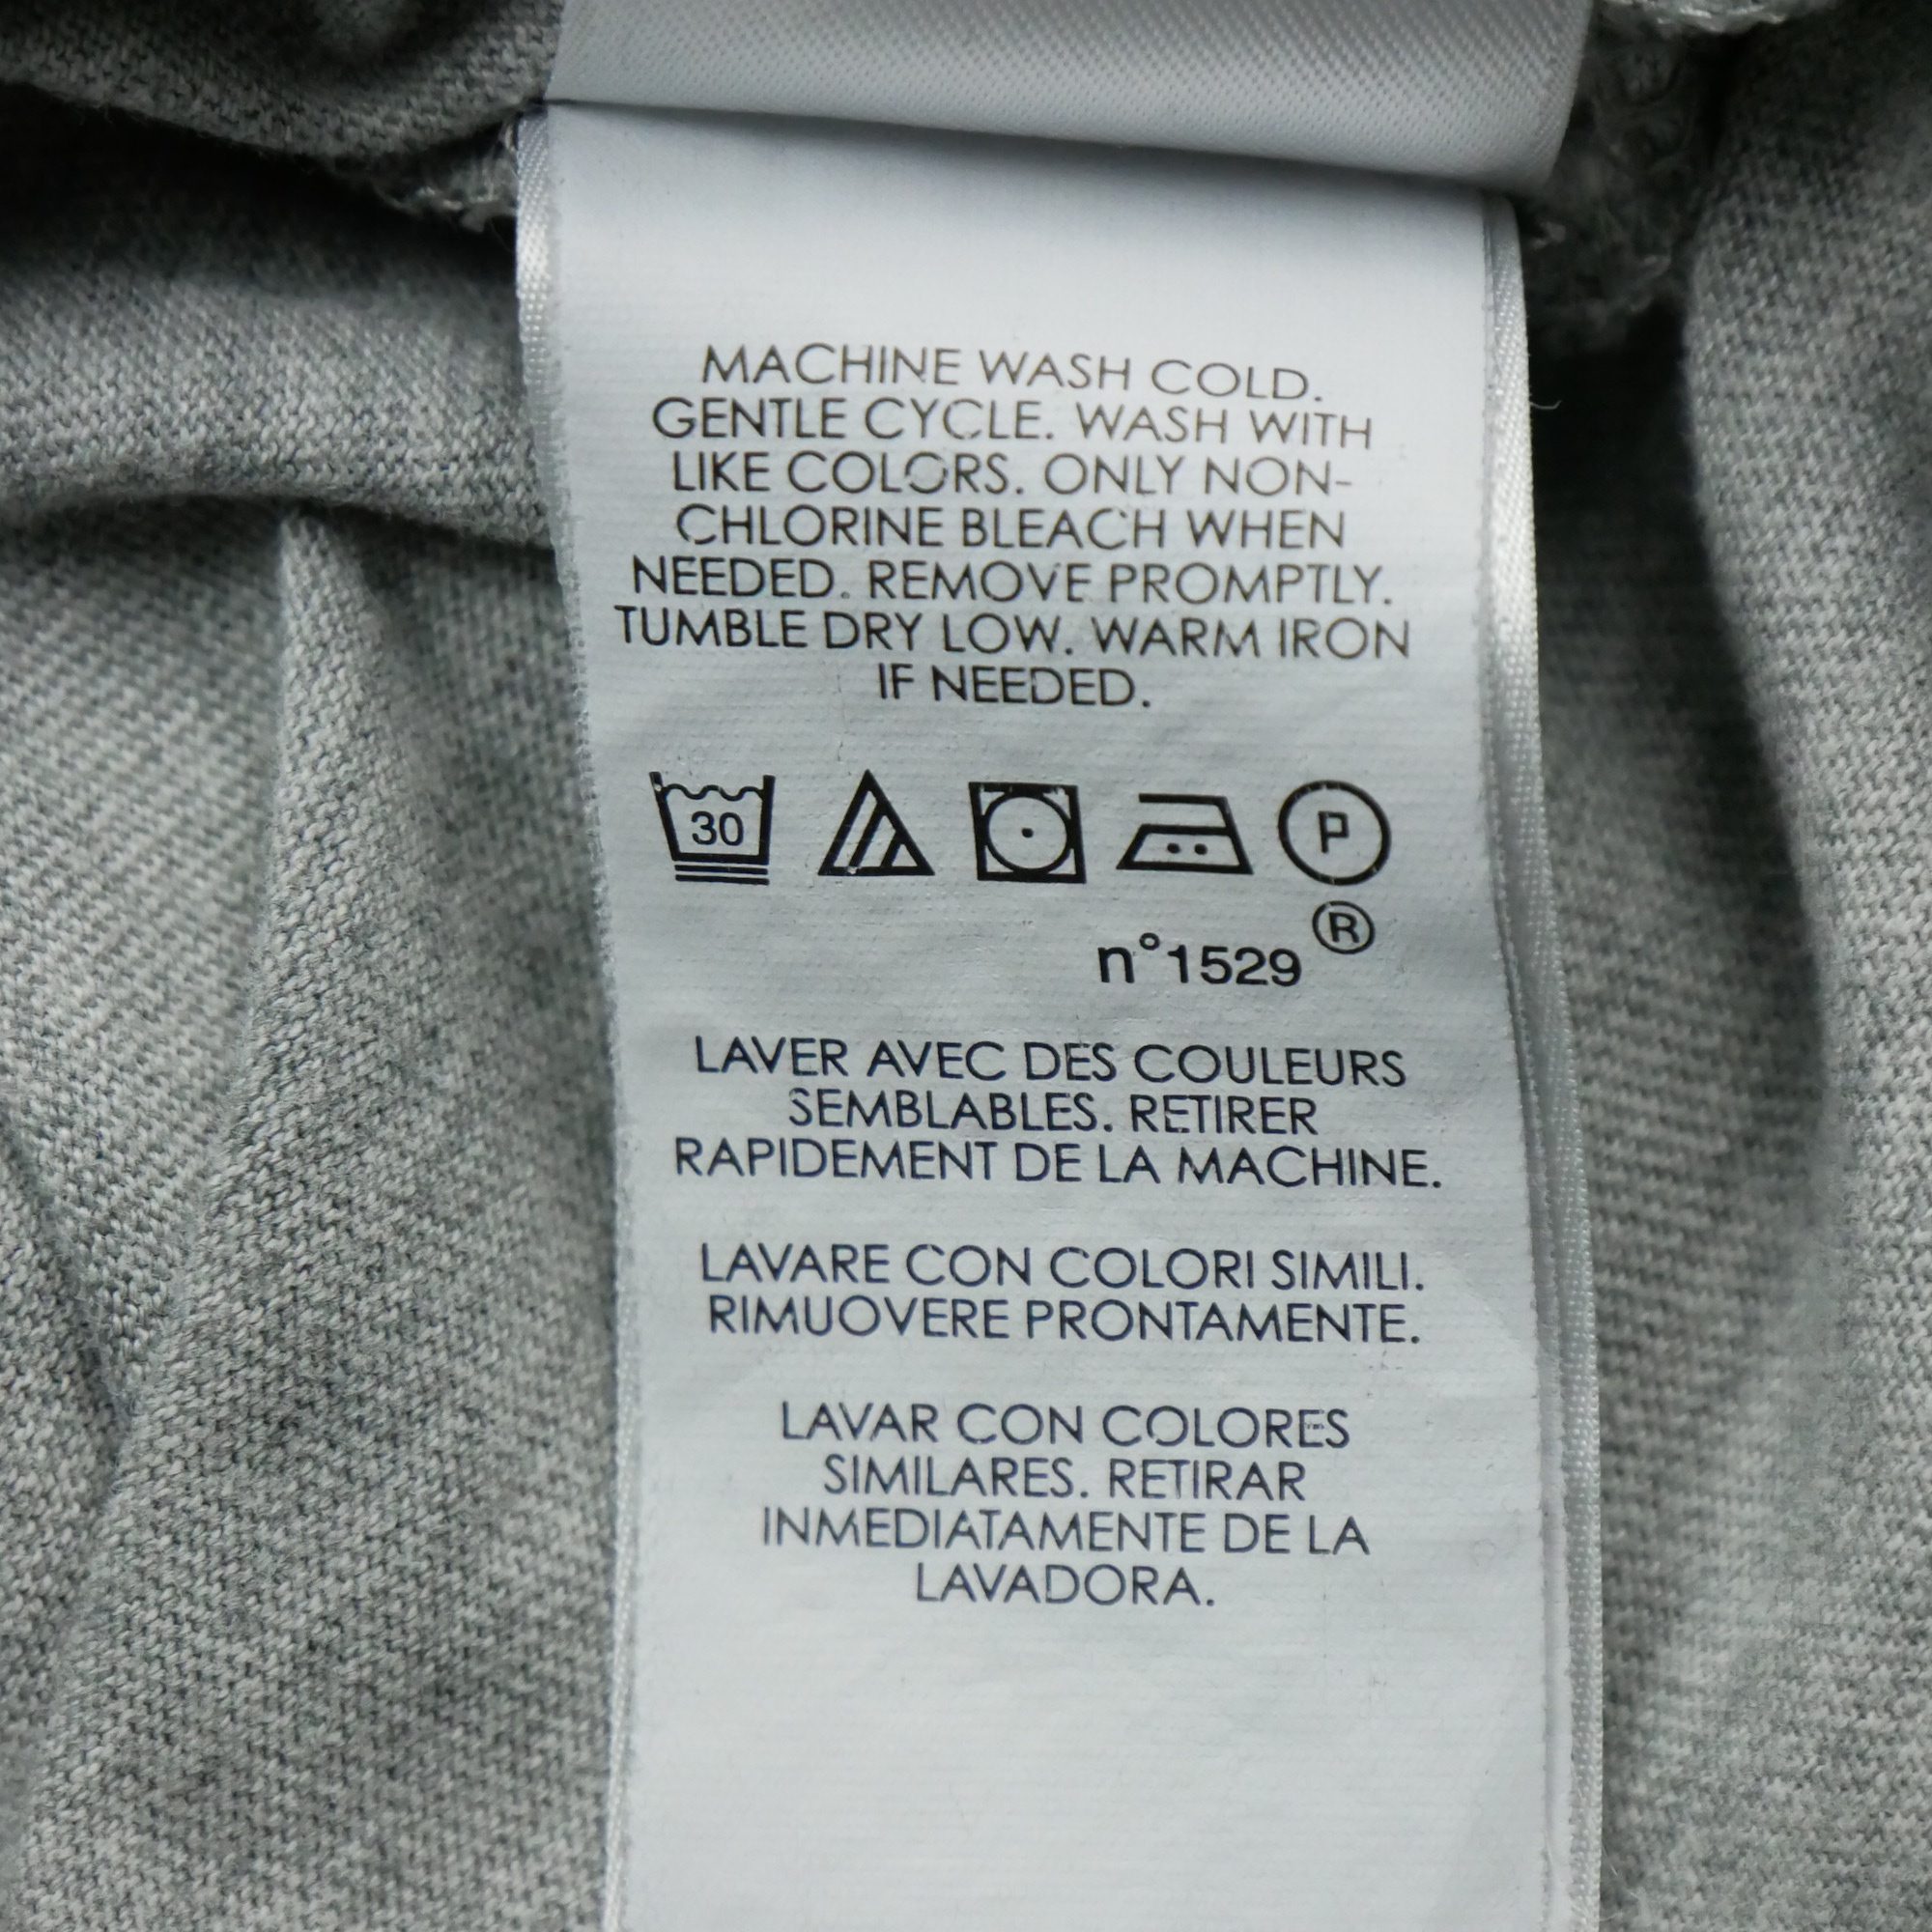 MACHINE WASH COLD.
GENTLE CYCLE. WASH WITH
LIKE COLORS. ONLY NON-
CHLORINE BLEACH WHEN
NEEDED. REMOVE PROMPTLY.
TUMBLE DRY LOW. WARM IRON
IF NEEDED.
30 P
®
n°1529
LAVER AVEC DES COULEURS
SEMBLABLES. RETIRER
RAPIDEMENT DE LA MACHINE.
LAVARE CON COLORI SIMILI.
RIMUOVERE PRONTAMENTE.
LAVAR CON COLORES
SIMILARES. RETIRAR
INMEDIATAMENTE DE LA
LAVADORA.